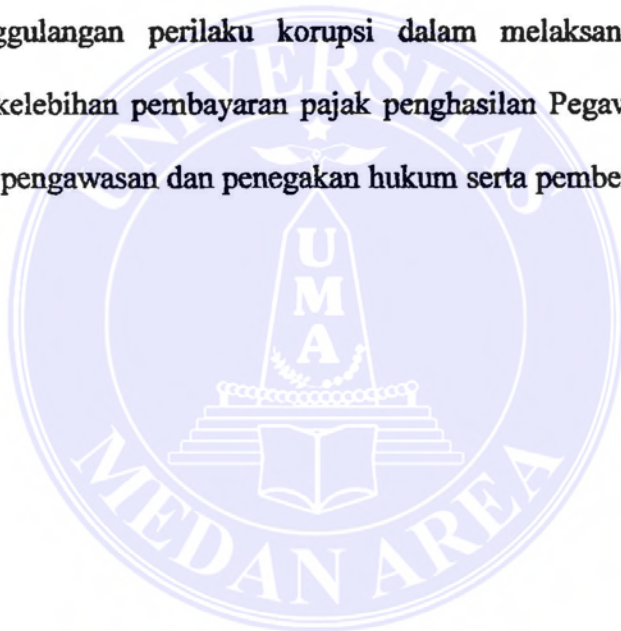 ggulangan perilaku korupsi dalam melaksan
kelebihan pembayaran pajak penghasilan Pegaw
pengawasan dan penegakan hukum serta pembe
UNIVERSITAS
UMA
MEDAN AREA